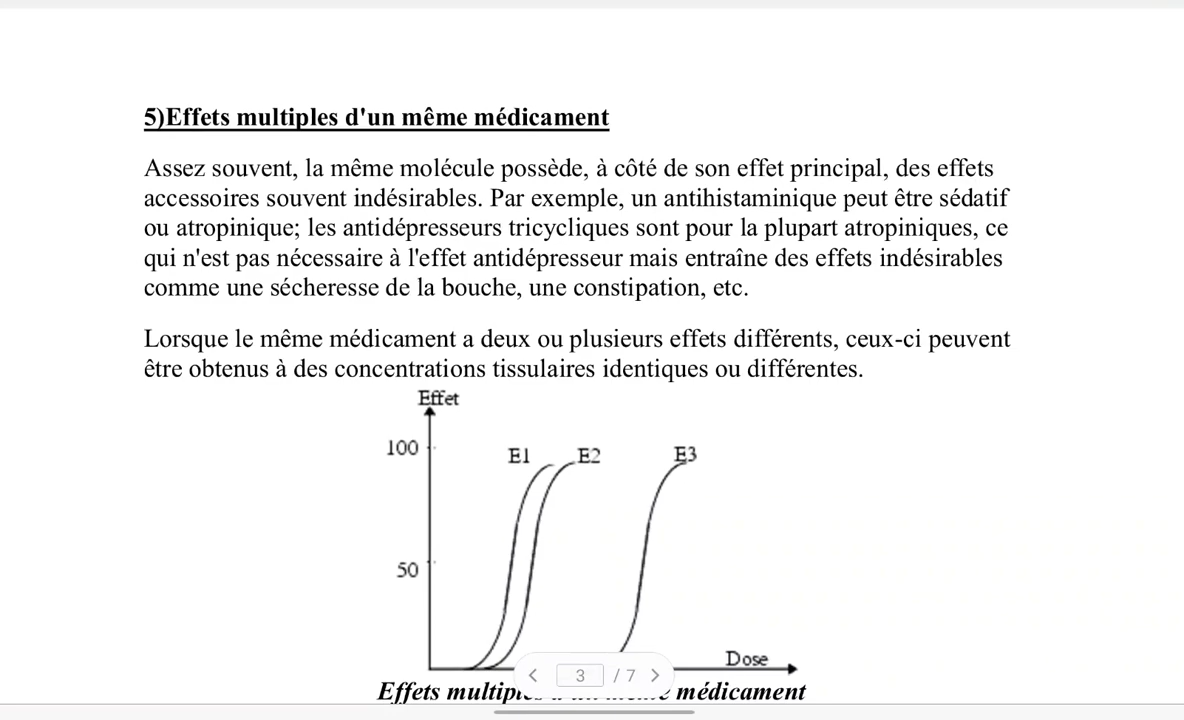 5)Effets multiples d'un même médicament
Assez souvent, la même molécule possède, à côté de son effet principal, des effets
accessoires souvent indésirables. Par exemple, un antihistaminique peut être sédatif
ou atropinique; les antidépresseurs tricycliques sont pour la plupart atropiniques, ce
qui n'est pas nécessaire à l'effet antidépresseur mais entraîne des effets indésirables
comme une sécheresse de la bouche, une constipation, etc.
Lorsque le même médicament a deux ou plusieurs effets différents, ceux-ci peuvent
être obtenus à des concentrations tissulaires identiques ou différentes.
Effet
100
E1 E2 E3
50
Dose
3 / 7
Effets médicament